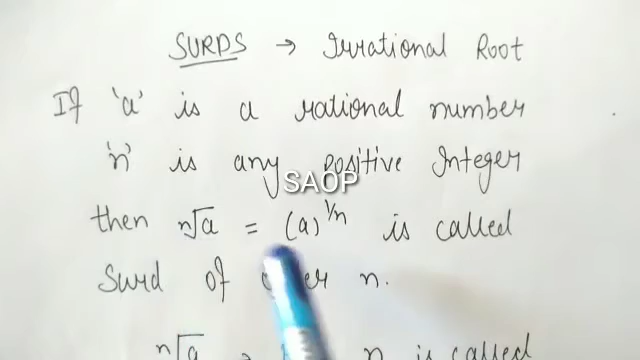 SURDS → Irrational Root
If 'a' is a rational number
'n' is any positive Integer
SAOP
then n√a = (a)^1/n is called
Surd of n.
n√a n is called